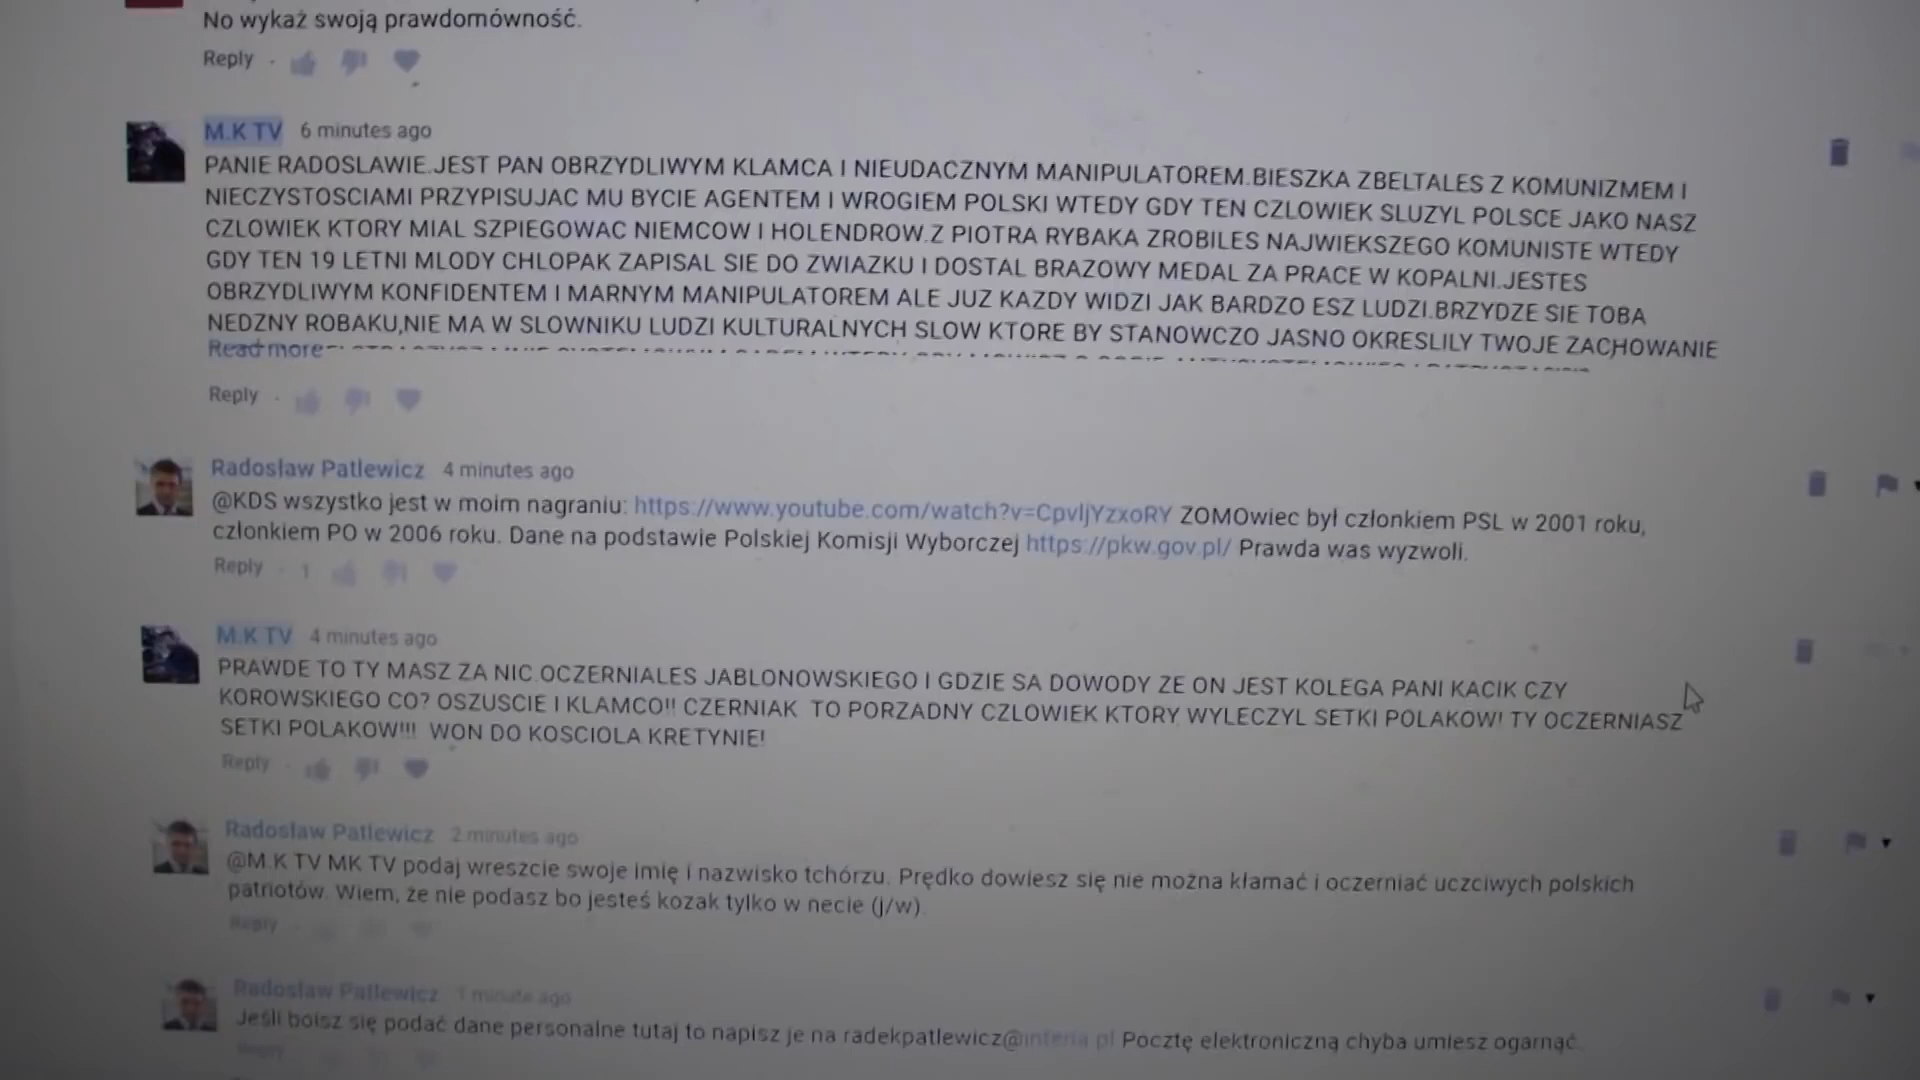 No wykaż swoją prawdomówność.
Reply
M.K TV 6 minutes ago
PANIE RADOSLAWIE.JEST PAN OBRZYDLIWYM KLAMCA I NIEUDACZNYM MANIPULATOREM.BIESZKA ZBELTALES Z KOMUNIZMEM I
NIECZYSTOSCIAMI PRZYPISUJAC MU BYCIE AGENTEM I WROGIEM POLSKI WTEDY GDY TEN CZLOWIEK SLUZYL POLSCE JAKO NASZ
CZLOWIEK KTORY MIAL SZPIEGOWAC NIEMCOW I HOLENDROW.Z PIOTRA RYBAKA ZROBILES NAJWIEKSZEGO KOMUNISTE WTEDY
GDY TEN 19 LETNI MLODY CHLOPAK ZAPISAL SIE DO ZWIAZKU I DOSTAL BRAZOWY MEDAL ZA PRACE W KOPALNI.JESTES
OBRZYDLIWYM KONFIDENTEM I MARNYM MANIPULATOREM ALE JUZ KAZDY WIDZI JAK BARDZO ESZ LUDZI.BRZYDZE SIE TOBA
NEDZNY ROBAKU,NIE MA W SLOWNIKU LUDZI KULTURALNYCH SLOW KTORE BY STANOWCZO JASNO OKRESLILY TWOJE ZACHOWANIE
Read more
Reply
Radosław Patlewicz 4 minutes ago
@KDS wszystko jest w moim nagraniu: https://www.youtube.com/watch?v=CpvljYzxoRY ZOMOwiec był członkiem PSL w 2001 roku,
członkiem PO w 2006 roku. Dane na podstawie Polskiej Komisji Wyborczej https://pkw.gov.pl/ Prawda was wyzwoli.
Reply 1
M.K TV 4 minutes ago
PRAWDE TO TY MASZ ZA NIC.OCZERNIALES JABLONOWSKIEGO I GDZIE SA DOWODY ZE ON JEST KOLEGA PANI KACIK CZY
KOROWSKIEGO CO? OSZUSCIE I KLAMCO!! CZERNIAK TO PORZADNY CZLOWIEK KTORY WYLECZYL SETKI POLAKOW! TY OCZERNIASZ
SETKI POLAKOW!!! WON DO KOSCIOLA KRETYNIE!
Reply
Radosław Patlewicz 2 minutes ago
@M.K TV MK TV podaj wreszcie swoje imię i nazwisko tchórzu. Prędko dowiesz się nie można kłamać i oczerniać uczciwych polskich
patriotów. Wiem, że nie podasz bo jesteś kozak tylko w necie (j/w).
Reply
Radosław Patlewicz 1 minute ago
Jeśli boisz się podać dane personalne tutaj to napisz je na radekpatlewicz@interia.pl Pocztę elektroniczną chyba umiesz ogarnąć.
Reply